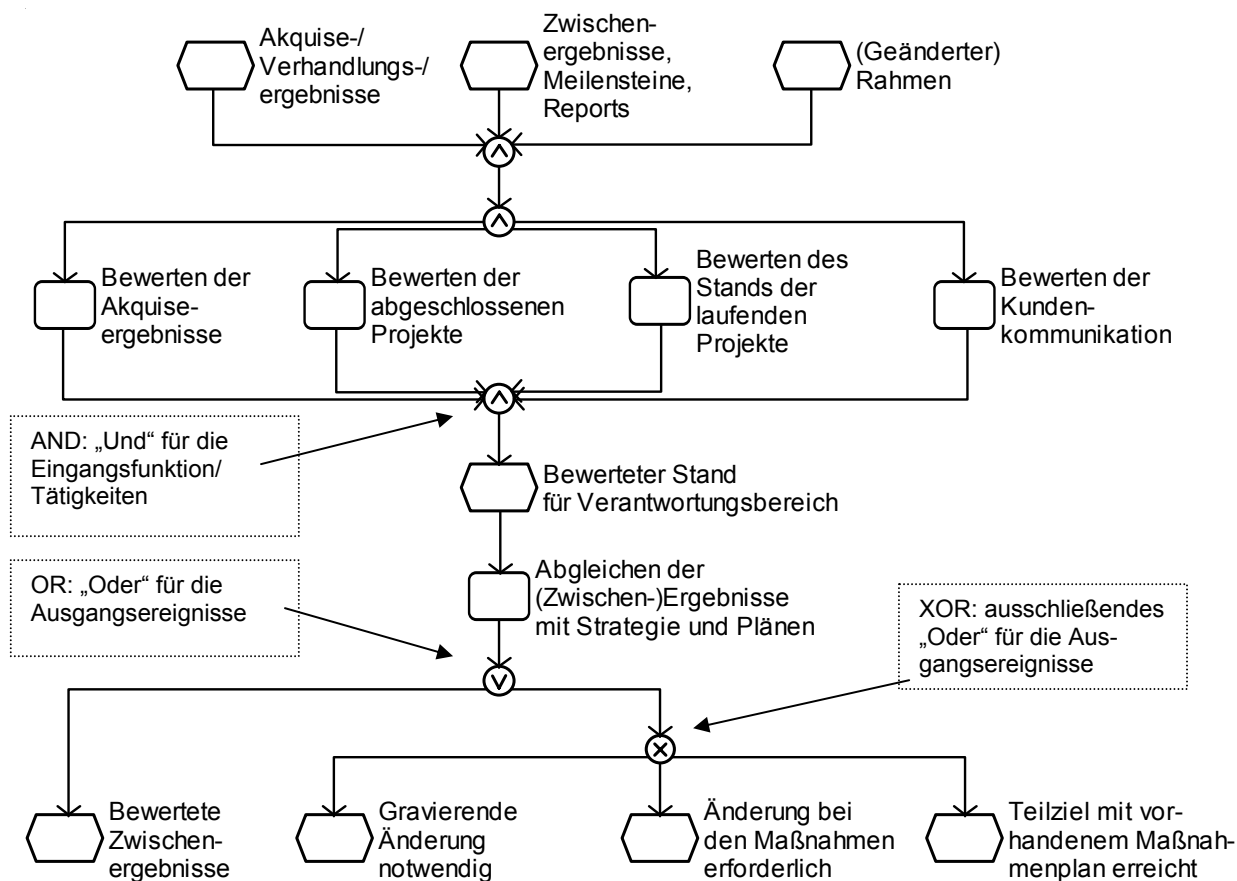 Akquise-/
Verhandlungs-/
ergebnisse
Zwischen-
ergebnisse,
Meilensteine,
Reports
(Geänderter)
Rahmen
Bewerten der
Akquise-
ergebnisse
Bewerten der
abgeschlossenen
Projekte
Bewerten des
Stands der
laufenden
Projekte
Bewerten der
Kunden-
kommunikation
AND: „Und“ für die
Eingangsfunktion/
Tätigkeiten
Bewerteter Stand
für Verantwortungsbereich
OR: „Oder“ für die
Ausgangsereignisse
Abgleichen der
(Zwischen-)Ergebnisse
mit Strategie und Plänen
XOR: ausschließendes
„Oder“ für die Aus-
gangsereignisse
Bewertete
Zwischen-
ergebnisse
Gravierende
Änderung
notwendig
Änderung bei
den Maßnahmen
erforderlich
Teilziel mit vor-
handenem Maßnah-
menplan erreicht